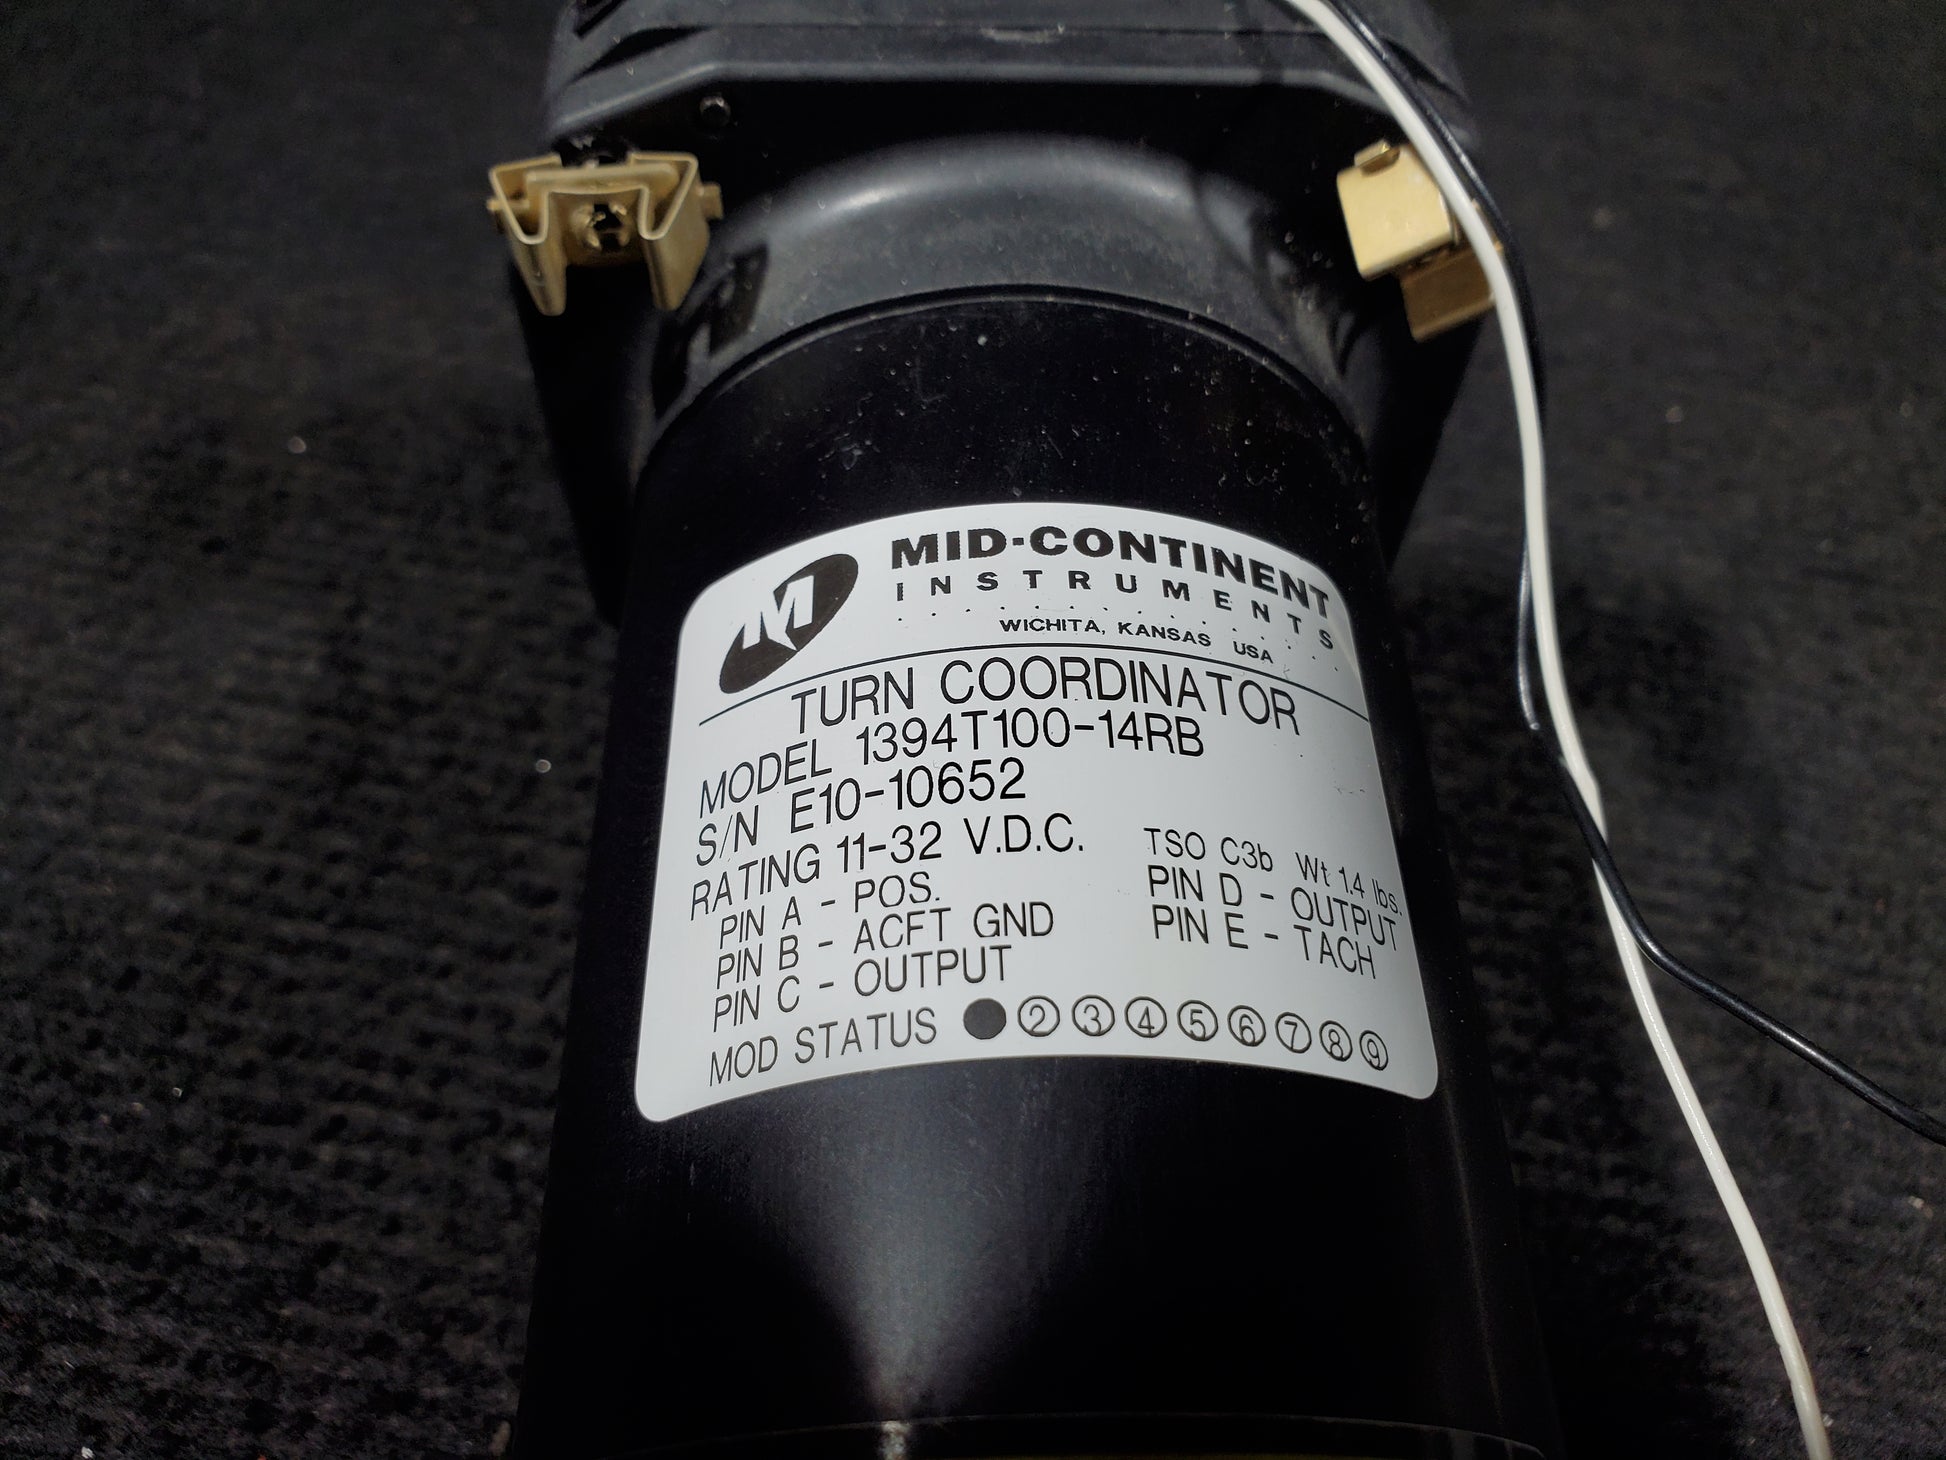 M
MID-CONTINENT
INSTRUMENTS
WICHITA, KANSAS USA
TURN COORDINATOR
MODEL 1394T100-14RB
S/N E10-10652
RATING 11-32 V.D.C. TSO C3b Wt 1.4 lbs.
PIN A - POS. PIN D - OUTPUT
PIN B - ACFT GND PIN E - TACH
PIN C - OUTPUT
MOD STATUS ● ② ③ ④ ⑤ ⑥ ⑦ ⑧ ⑨